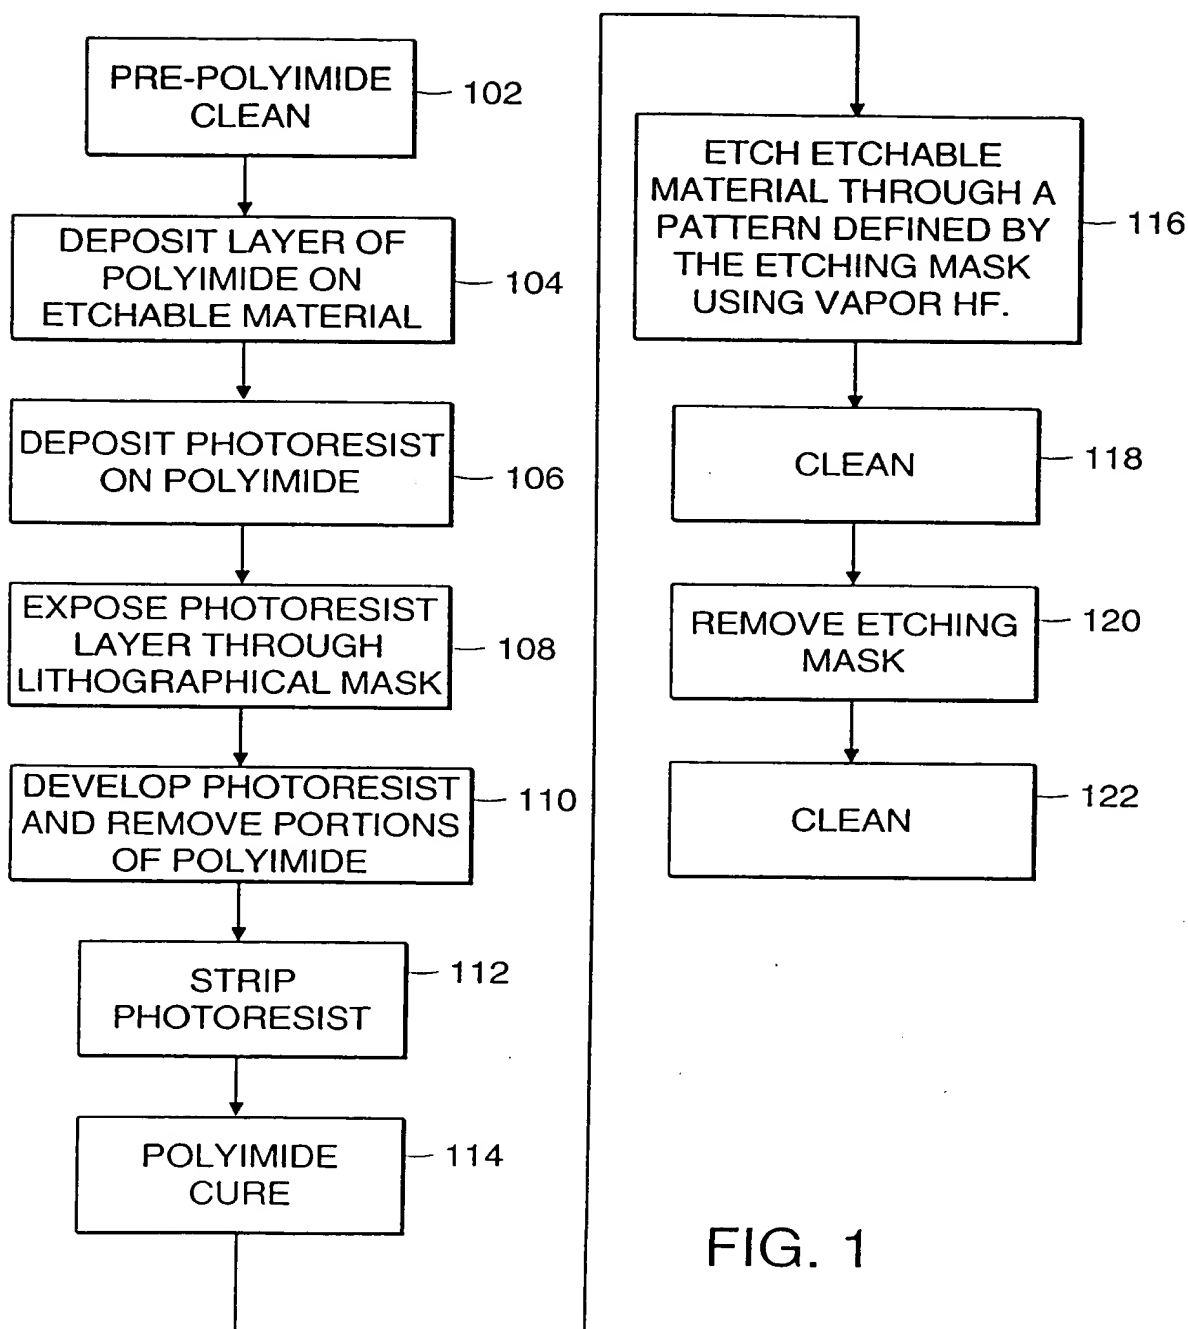 PRE-POLYIMIDE
CLEAN
102
DEPOSIT LAYER OF
POLYIMIDE ON
ETCHABLE MATERIAL
104
DEPOSIT PHOTORESIST
ON POLYIMIDE
106
EXPOSE PHOTORESIST
LAYER THROUGH
LITHOGRAPHICAL MASK
108
DEVELOP PHOTORESIST
AND REMOVE PORTIONS
OF POLYIMIDE
110
STRIP
PHOTORESIST
112
POLYIMIDE
CURE
114
ETCH ETCHABLE
MATERIAL THROUGH A
PATTERN DEFINED BY
THE ETCHING MASK
USING VAPOR HF.
116
CLEAN
118
REMOVE ETCHING
MASK
120
CLEAN
122
FIG. 1